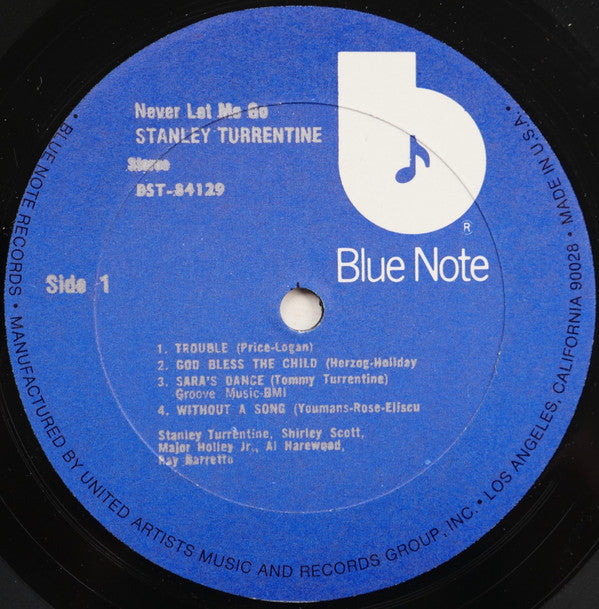 Never Let Me Go
STANLEY TURRENTINE
Stereo
BST-84129
®
Blue Note
Side 1
1. TROUBLE (Price-Logan)
2. GOD BLESS THE CHILD (Herzog-Holiday
3. SARA'S DANCE (Tommy Turrentine)
Groove Music-BMI
4. WITHOUT A SONG (Youmans-Rose-Eliscu
Stanley Turrentine, Shirley Scott,
Major Holley Jr., Al Harewood,
Ray Barretto
• BLUE NOTE RECORDS • MANUFACTURED BY UNITED ARTISTS MUSIC AND RECORDS GROUP, INC. • LOS ANGELES, CALIFORNIA 90028 • MADE IN U.S.A •